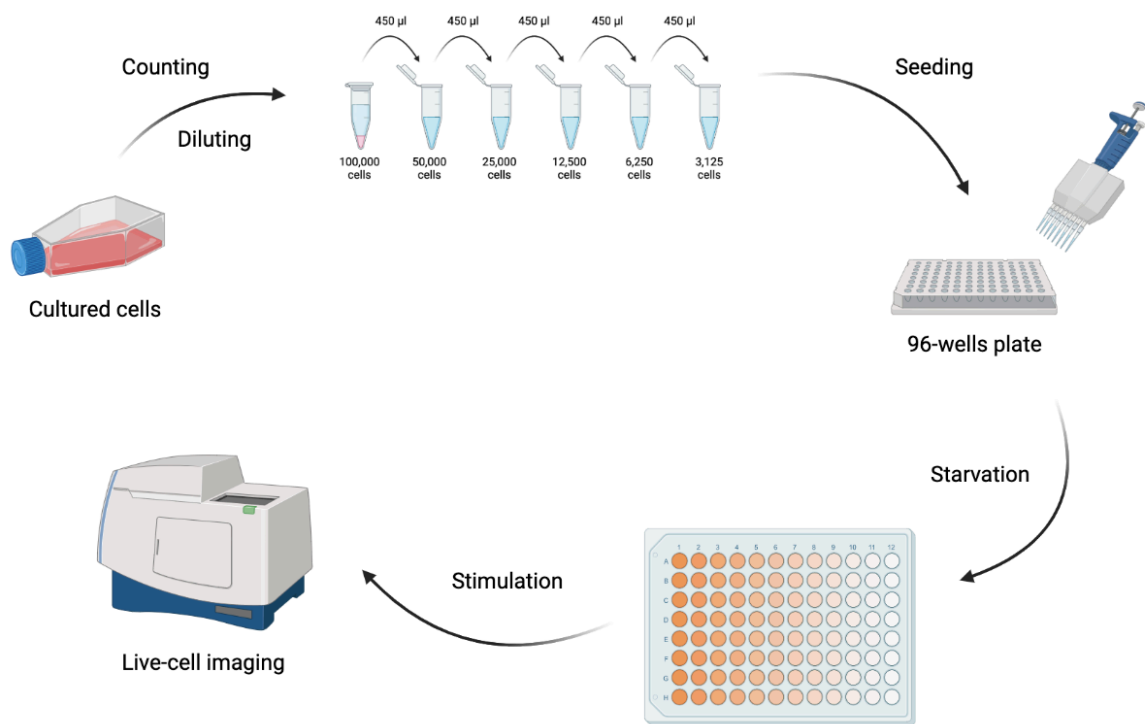 450 µl 450 µl 450 µl 450 µl 450 µl
Counting
Diluting
100,000 cells
50,000 cells
25,000 cells
12,500 cells
6,250 cells
3,125 cells
Seeding
Cultured cells
96-wells plate
Starvation
1 2 3 4 5 6 7 8 9 10 11 12
A
B
C
D
E
F
G
H
Stimulation
Live-cell imaging